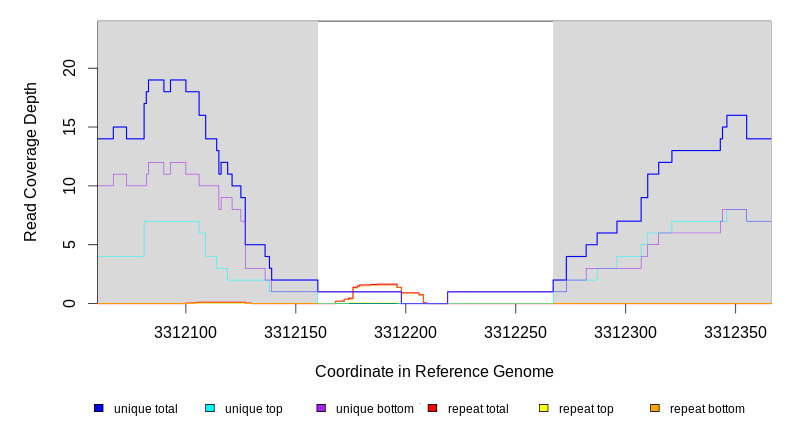 Read Coverage Depth
20
15
10
5
0
3312100 3312150 3312200 3312250 3312300 3312350
Coordinate in Reference Genome
unique total unique top unique bottom repeat total repeat top repeat bottom